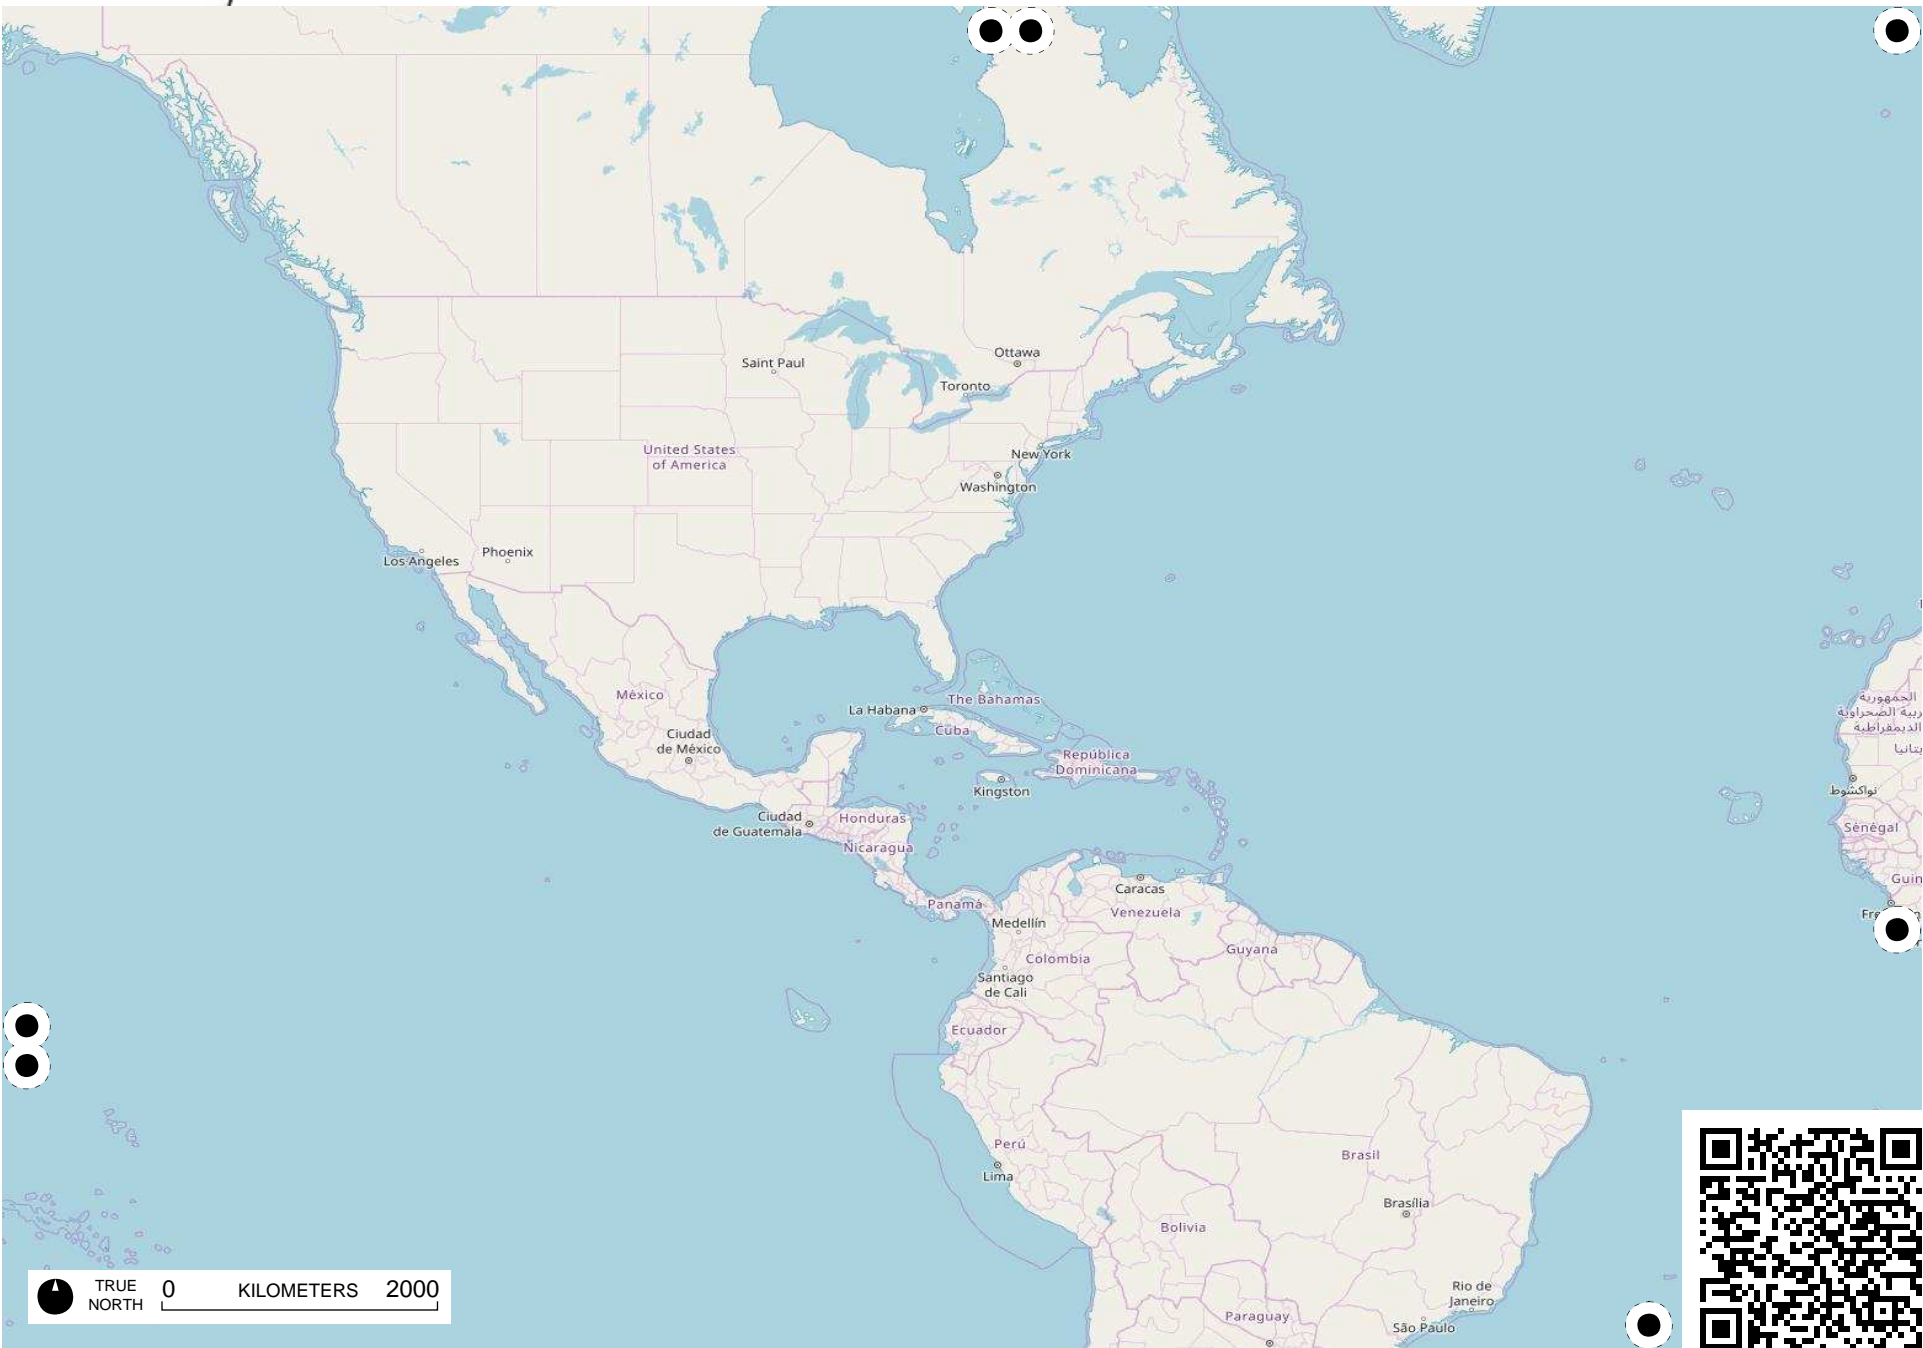 Ottawa
Saint Paul
Toronto
United States
of America
New York
Washington
Los Angeles
Phoenix
México
Ciudad
de México
La Habana
The Bahamas
Cuba
República
Dominicana
Kingston
Ciudad
de Guatemala
Honduras
Nicaragua
Panamá
Caracas
Venezuela
Medellín
Guyana
Colombia
Santiago
de Cali
Ecuador
نواكشوط
Sénégal
Guin
Perú
Lima
Brasil
Brasília
Bolivia
Rio de
Janeiro
São Paulo
Paraguay
TRUE
NORTH
0 KILOMETERS 2000